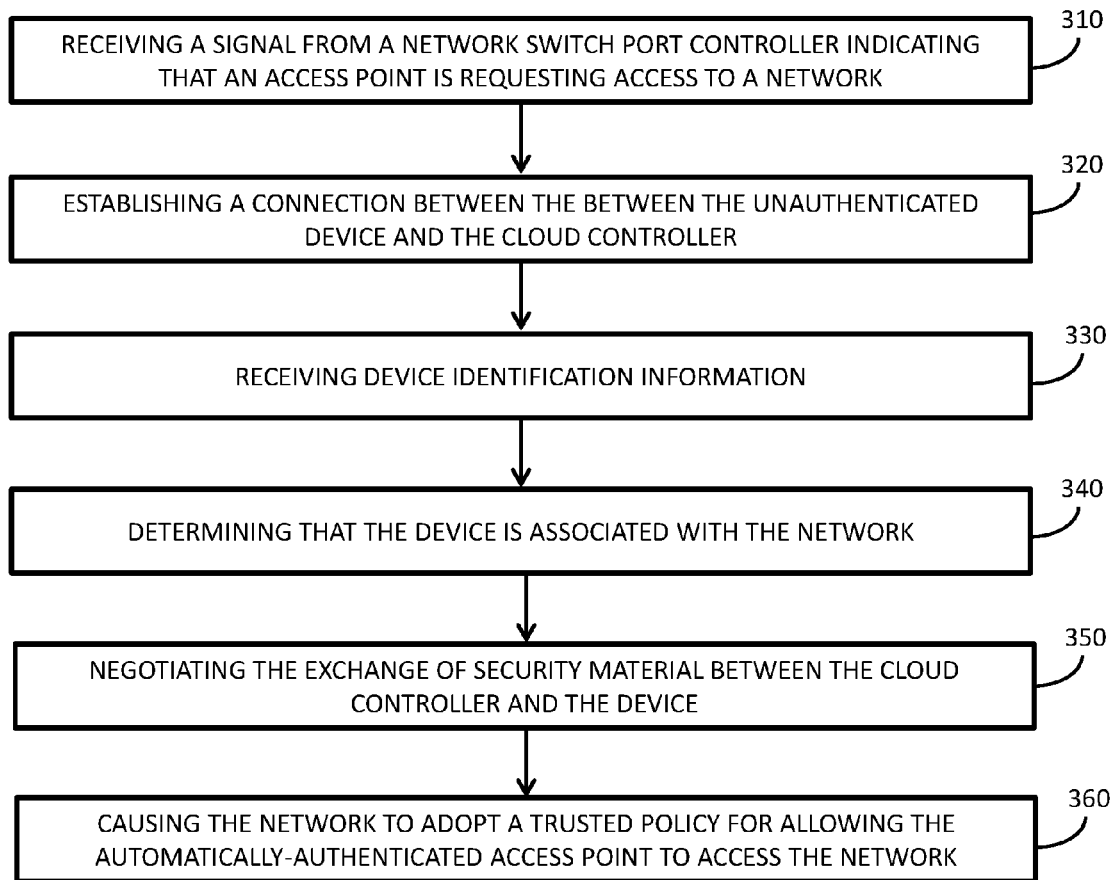 310
RECEIVING A SIGNAL FROM A NETWORK SWITCH PORT CONTROLLER INDICATING
THAT AN ACCESS POINT IS REQUESTING ACCESS TO A NETWORK
320
ESTABLISHING A CONNECTION BETWEEN THE BETWEEN THE UNAUTHENTICATED
DEVICE AND THE CLOUD CONTROLLER
330
RECEIVING DEVICE IDENTIFICATION INFORMATION
340
DETERMINING THAT THE DEVICE IS ASSOCIATED WITH THE NETWORK
350
NEGOTIATING THE EXCHANGE OF SECURITY MATERIAL BETWEEN THE CLOUD
CONTROLLER AND THE DEVICE
360
CAUSING THE NETWORK TO ADOPT A TRUSTED POLICY FOR ALLOWING THE
AUTOMATICALLY-AUTHENTICATED ACCESS POINT TO ACCESS THE NETWORK